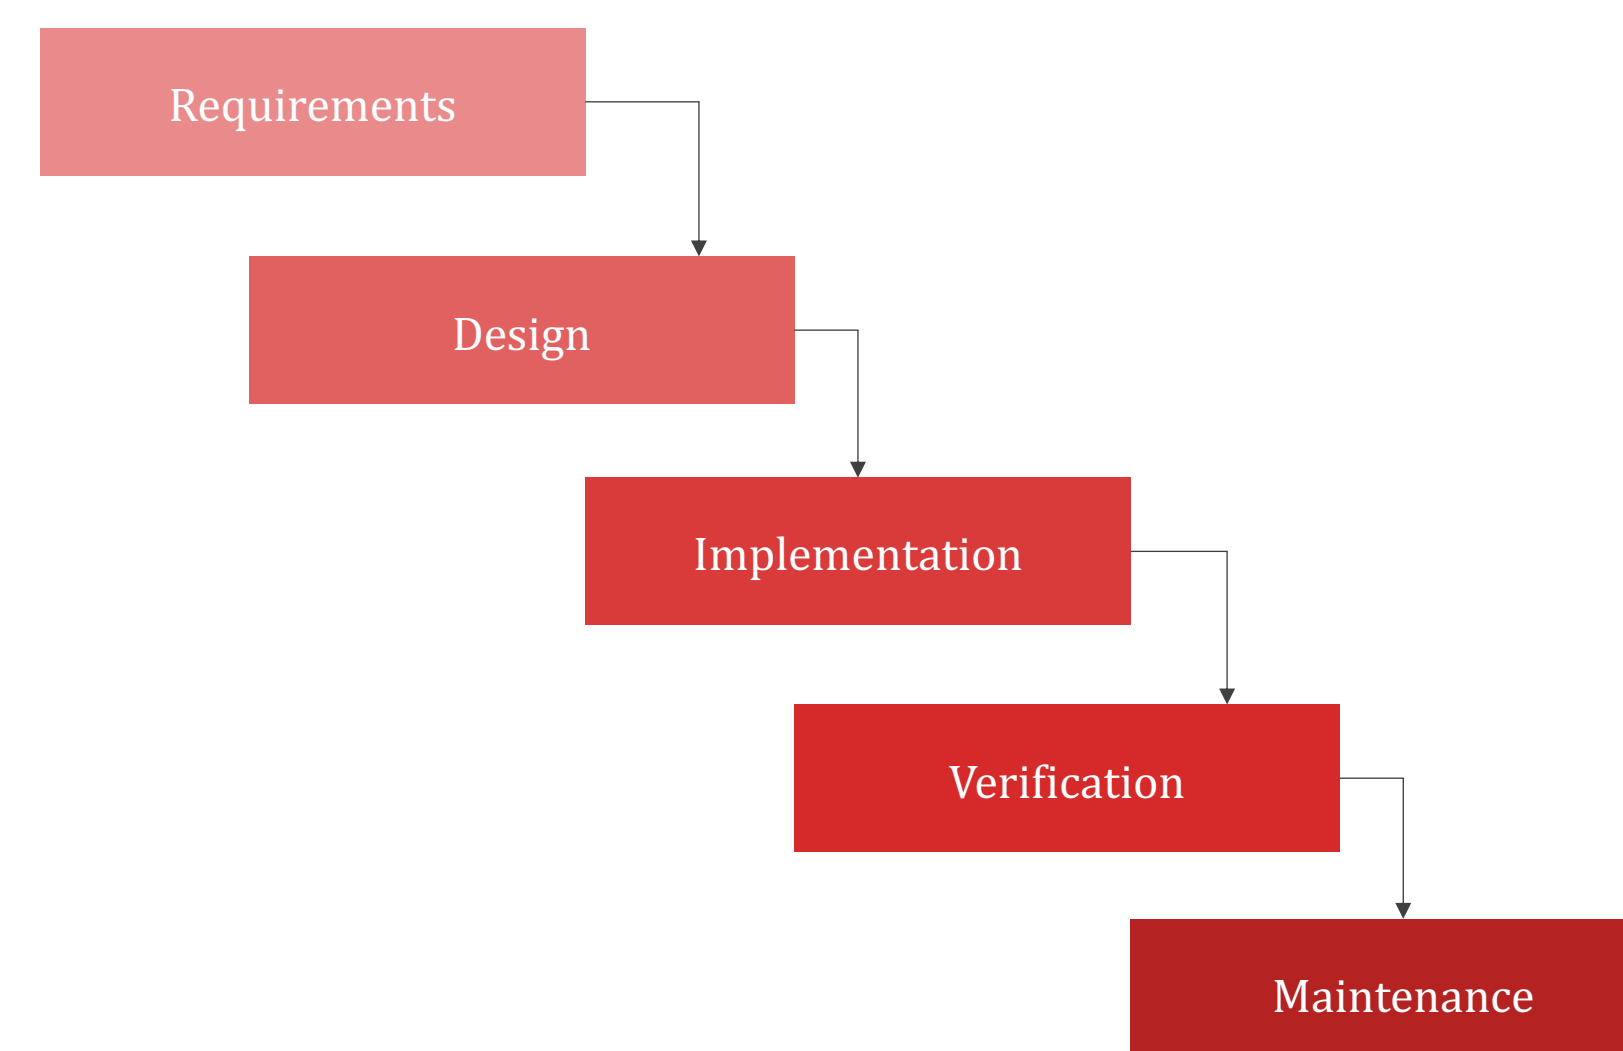 Requirements
Design
Implementation
Verification
Maintenance